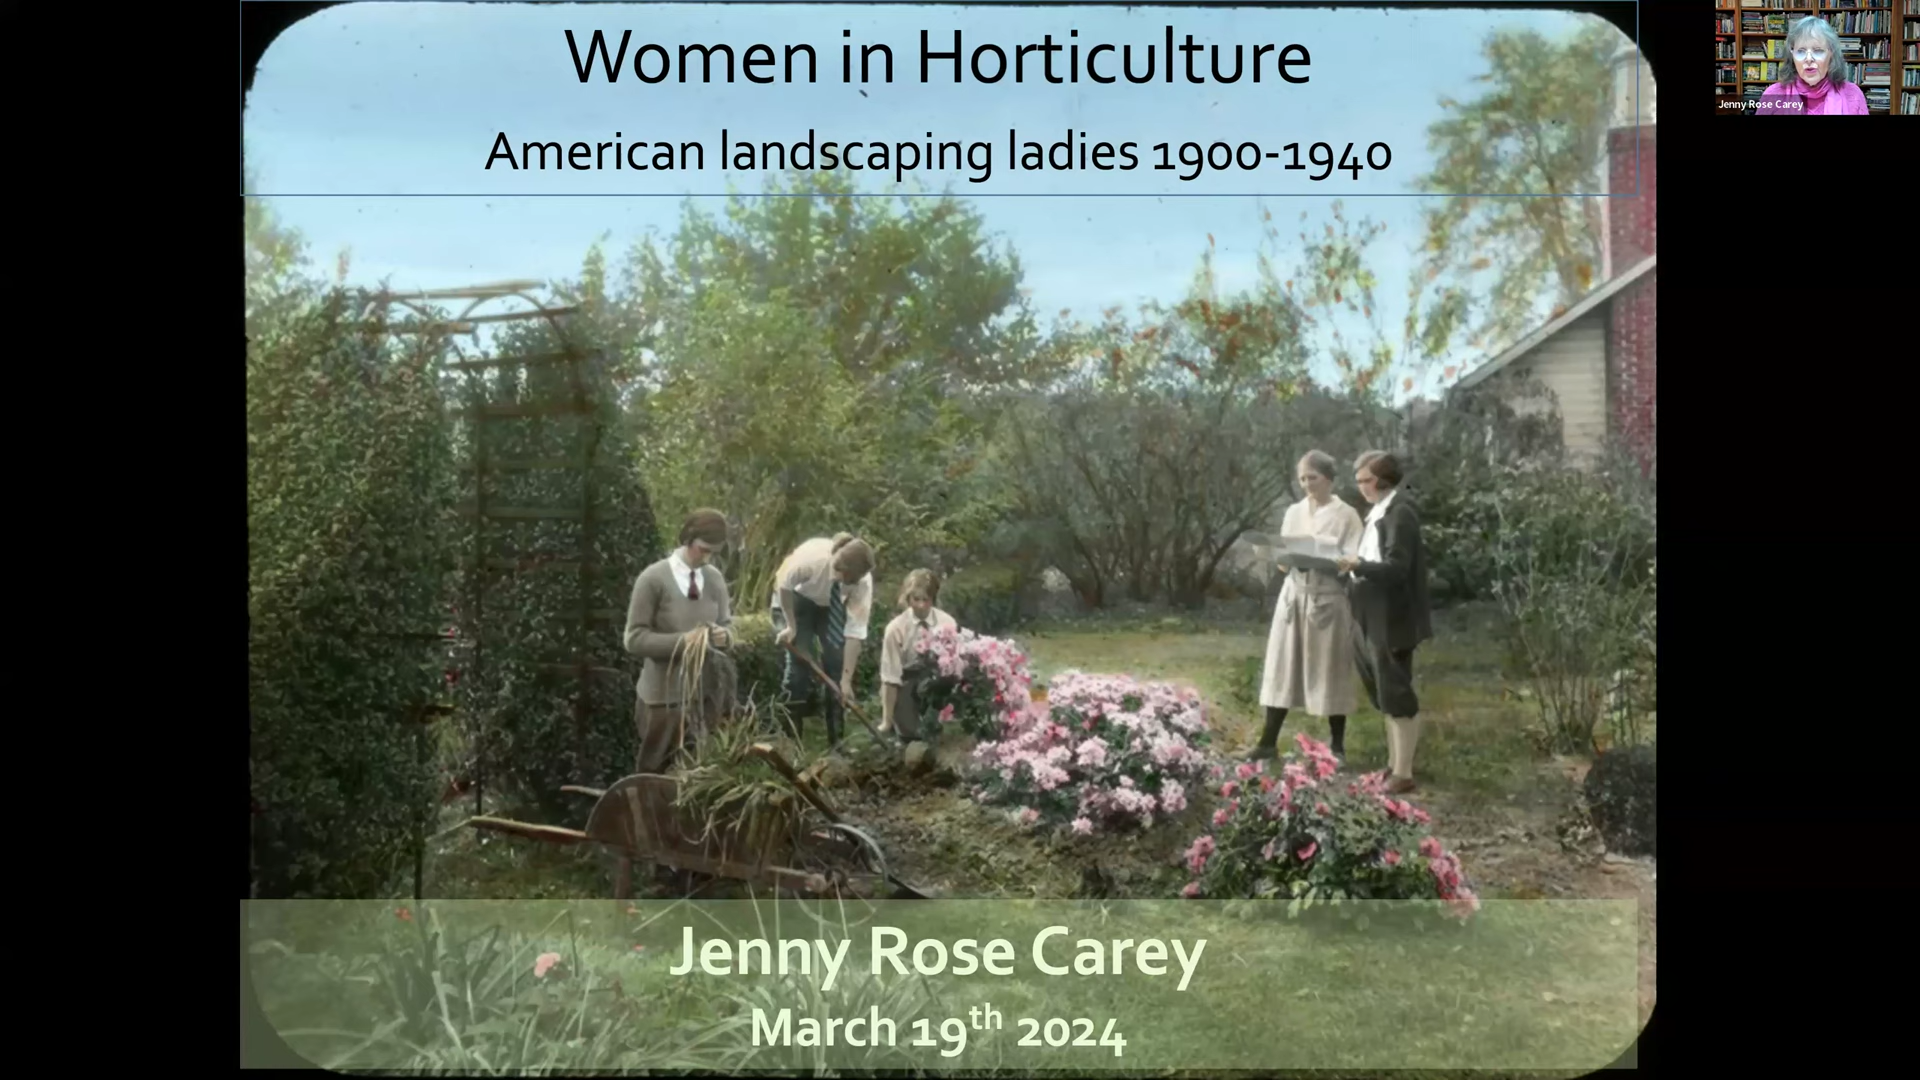 Women in Horticulture
American landscaping ladies 1900-1940
Jenny Rose Carey
Jenny Rose Carey
March 19th 2024